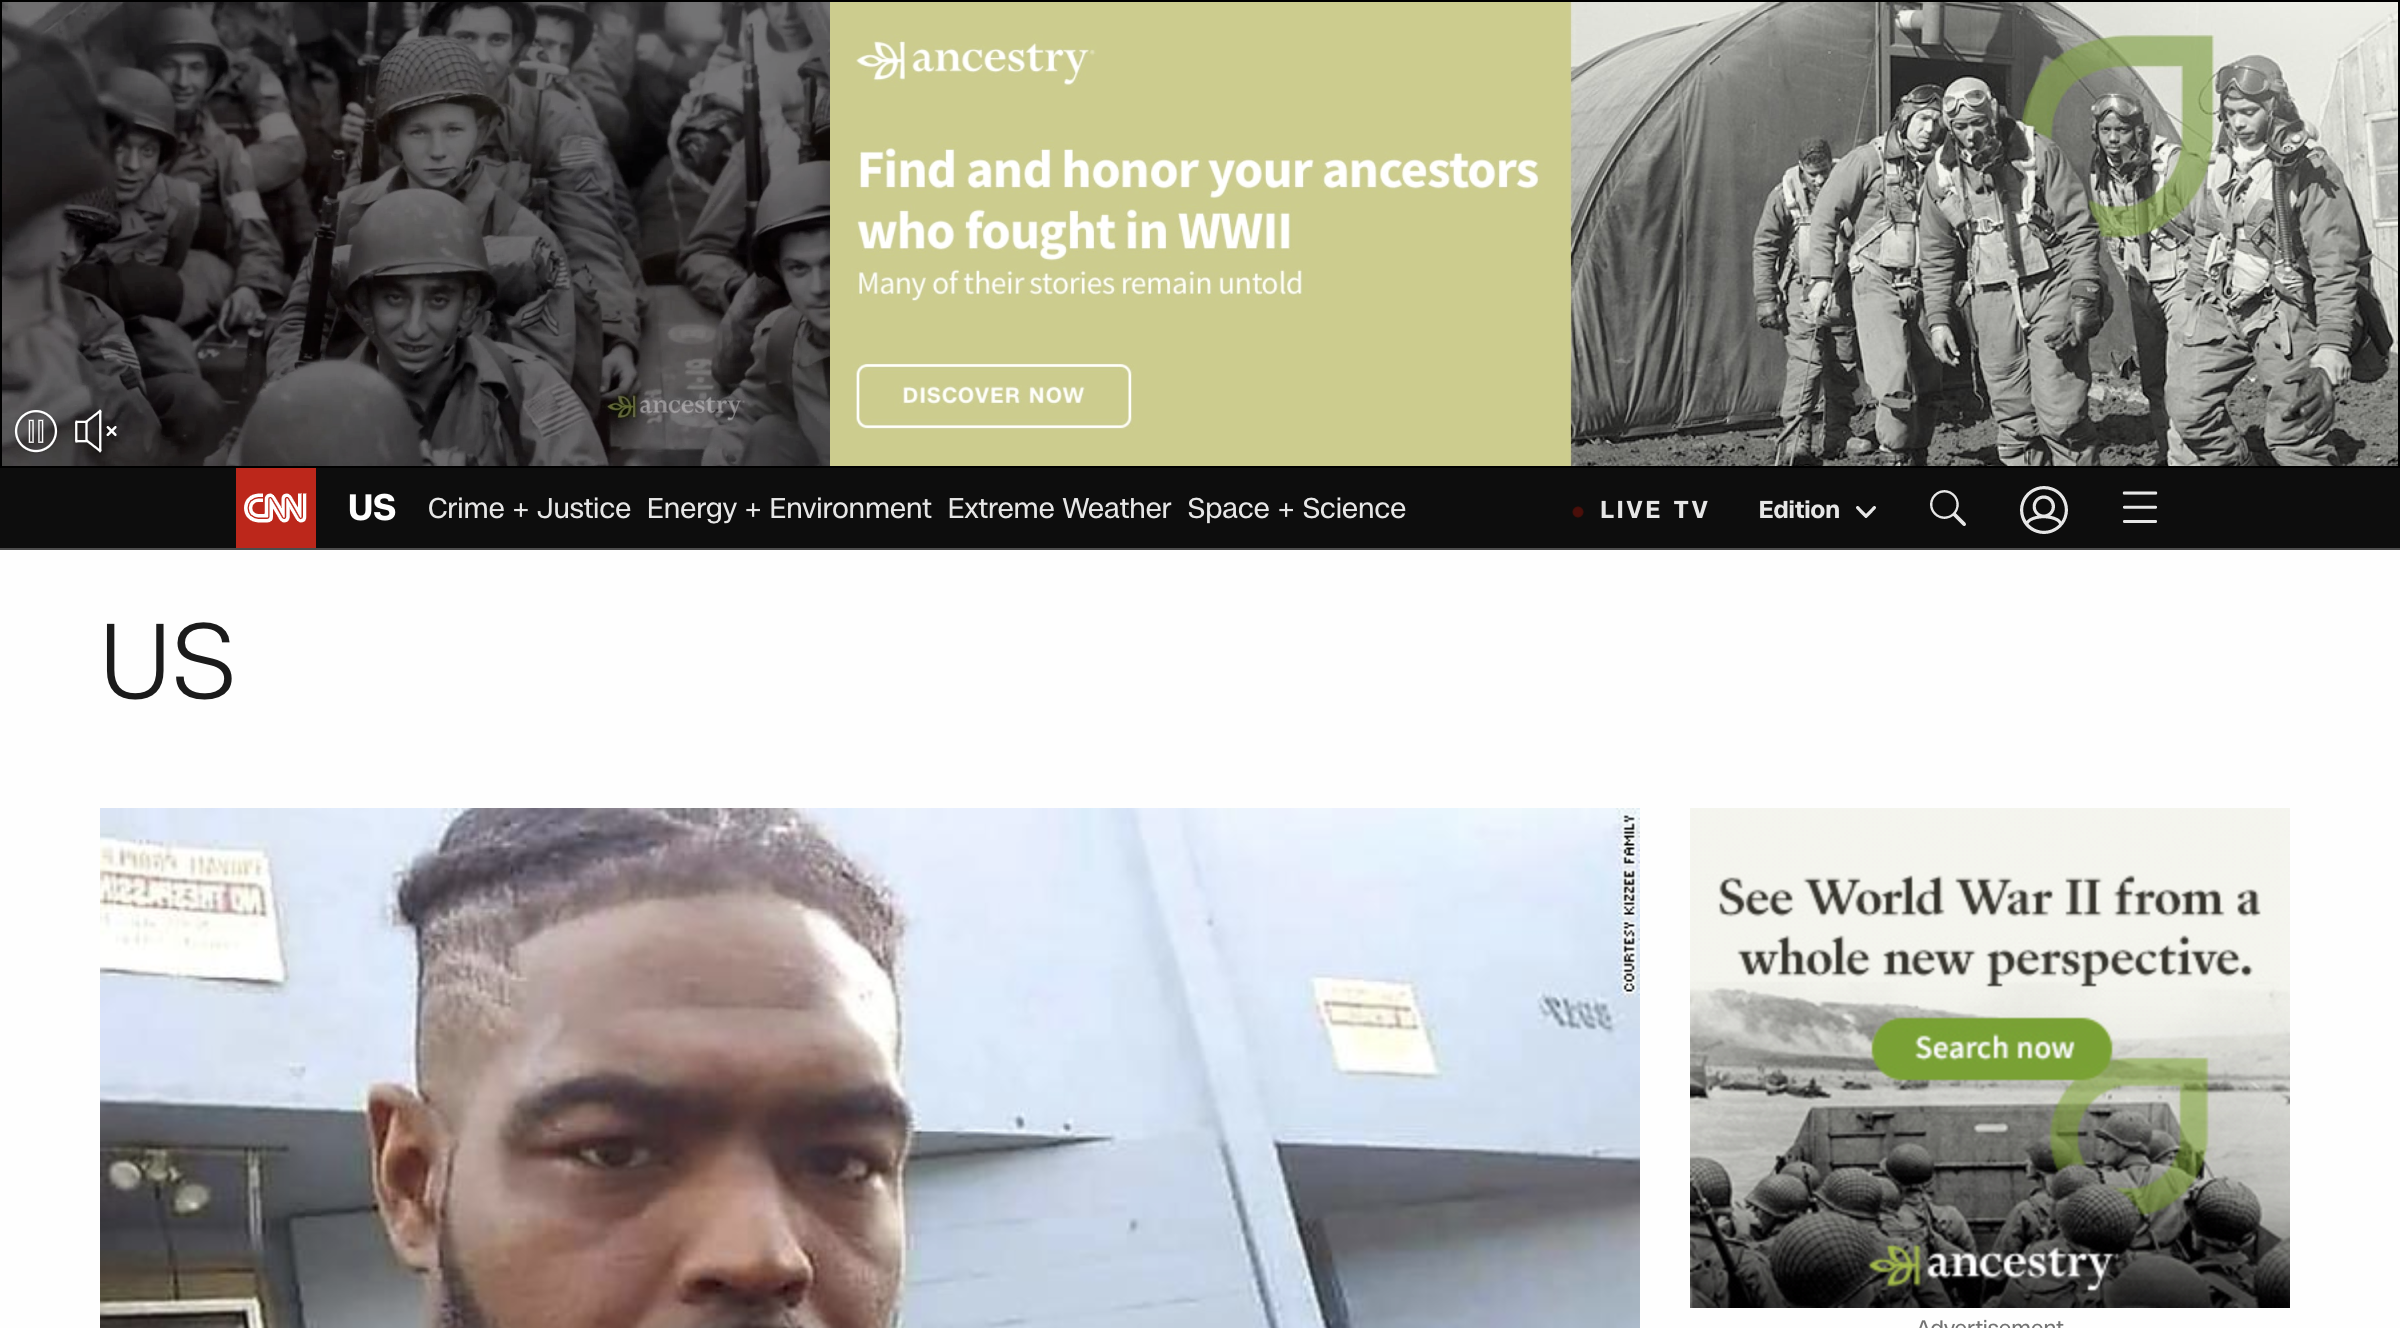 ancestry
Find and honor your ancestors
who fought in WWII
Many of their stories remain untold
DISCOVER NOW
ancestry
CNN
US
Crime + Justice
Energy + Environment
Extreme Weather
Space + Science
LIVE TV
Edition
US
COURTESY KIZZEE FAMILY
See World War II from a
whole new perspective.
Search now
ancestry
Advertisement